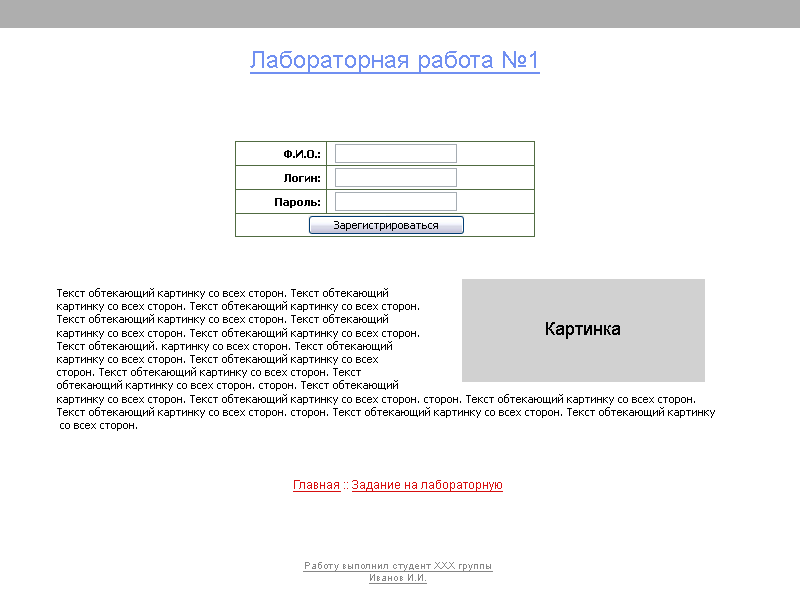 Лабораторная работа №1
Ф.И.О.:
Логин:
Пароль:
Зарегистрироваться
Текст обтекающий картинку со всех сторон. Текст обтекающий
картинку со всех сторон. Текст обтекающий картинку со всех сторон.
Текст обтекающий картинку со всех сторон. Текст обтекающий
картинку со всех сторон. Текст обтекающий картинку со всех сторон.
Текст обтекающий. картинку со всех сторон. Текст обтекающий
картинку со всех сторон. Текст обтекающий картинку со всех
сторон. Текст обтекающий картинку со всех сторон. Текст
обтекающий картинку со всех сторон. сторон. Текст обтекающий
картинку со всех сторон. Текст обтекающий картинку со всех сторон. сторон. Текст обтекающий картинку со всех сторон.
Текст обтекающий картинку со всех сторон. сторон. Текст обтекающий картинку со всех сторон. Текст обтекающий картинку
со всех сторон.
Картинка
Главная :: Задание на лабораторную
Работу выполнил студент ХХХ группы
Иванов И.И.